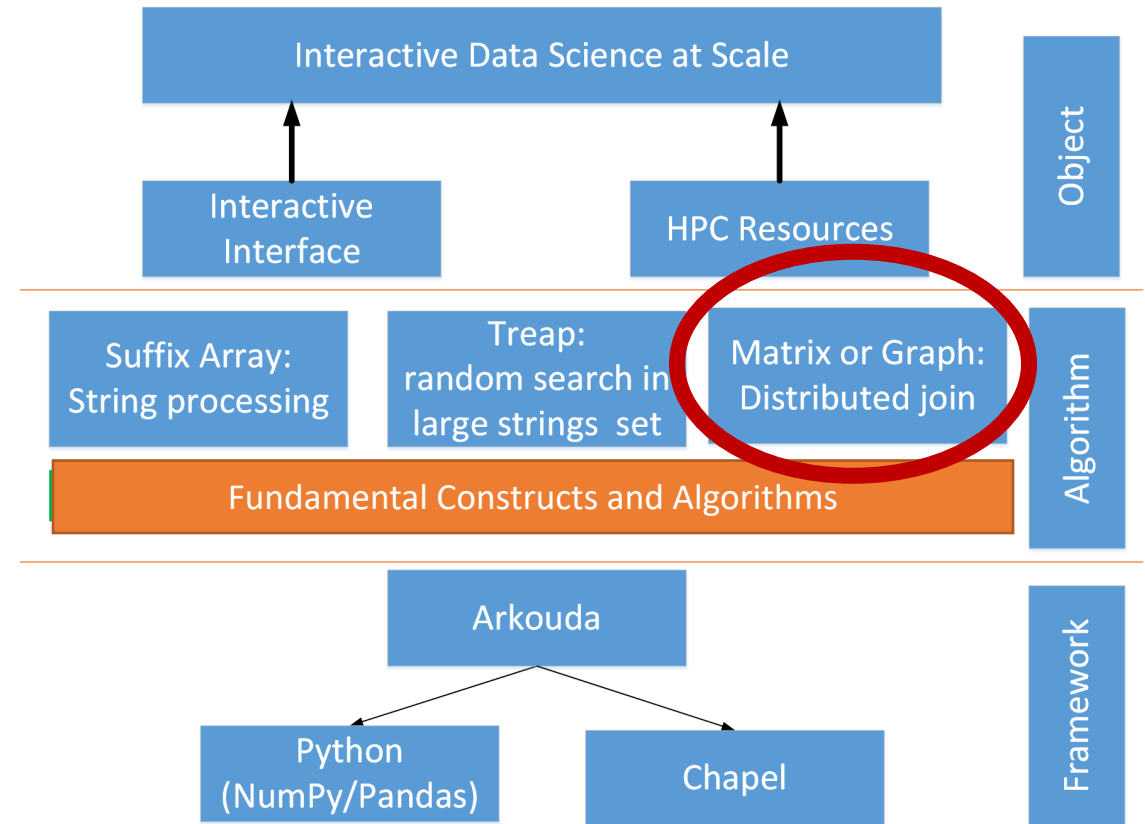 Interactive Data Science at Scale
Interactive
Interface
HPC Resources
Object
Suffix Array:
String processing
Treap:
random search in
large strings set
Matrix or Graph:
Distributed join
Fundamental Constructs and Algorithms
Algorithm
Arkouda
Python
(NumPy/Pandas)
Chapel
Framework